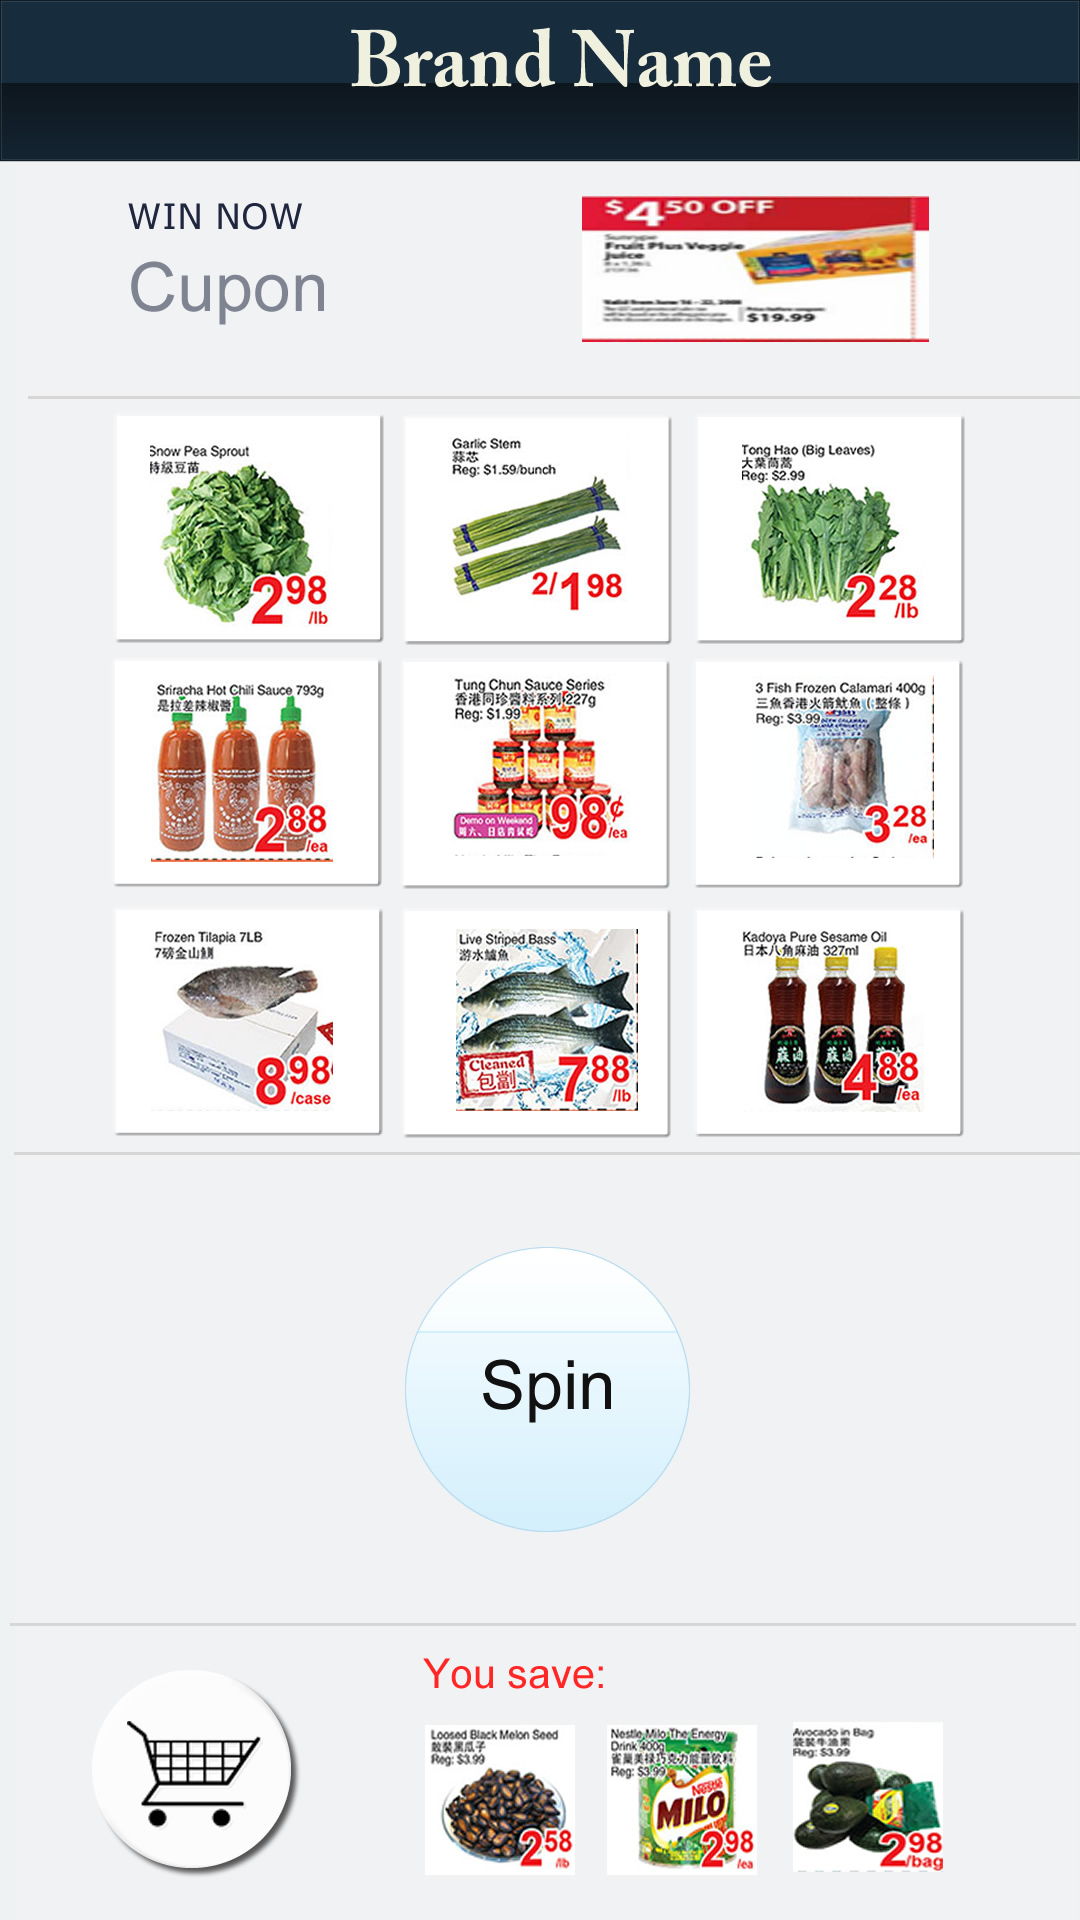 Brand Name
WIN NOW
Cupon
$4.50 OFF
Fruit Plus Veggie
Juice
Valid from June 16 - 22, 2008
$19.99
Snow Pea Sprout
特級豆苗
2.98
/lb
Garlic Stem
蒜芯
Reg: $1.59/bunch
2/1.98
Tong Hao (Big Leaves)
大葉茼蒿
Reg: $2.99
2.28
/lb
Sriracha Hot Chili Sauce 793g
是拉差辣椒醬
2.88
/ea
Tung Chun Sauce Series
香港同珍醬料系列 227g
Reg: $1.99
Demo on Weekend
周六、日店內試吃
98¢
/ea
3 Fish Frozen Calamari 400g
三魚香港火箭魷魚 ( 整條 )
Reg: $3.99
3.28
/ea
Frozen Tilapia 7LB
7磅金山鯽
8.98
/case
Live Striped Bass
游水鱸魚
Cleaned
包劏
7.88
/lb
Kadoya Pure Sesame Oil
日本八角麻油 327ml
蔴油
蔴油
4.88
/ea
Spin
You save:
Loosed Black Melon Seed
散裝黑瓜子
Reg: $3.99
2.58
/lb
Nestle Milo The Energy
Drink 400g
雀巢美禄巧克力能量飲料
Reg: $3.99
Nestle
MILO
2.98
/ea
Avocado in Bag
袋裝牛油果
Reg: $3.99
2.98
/bag